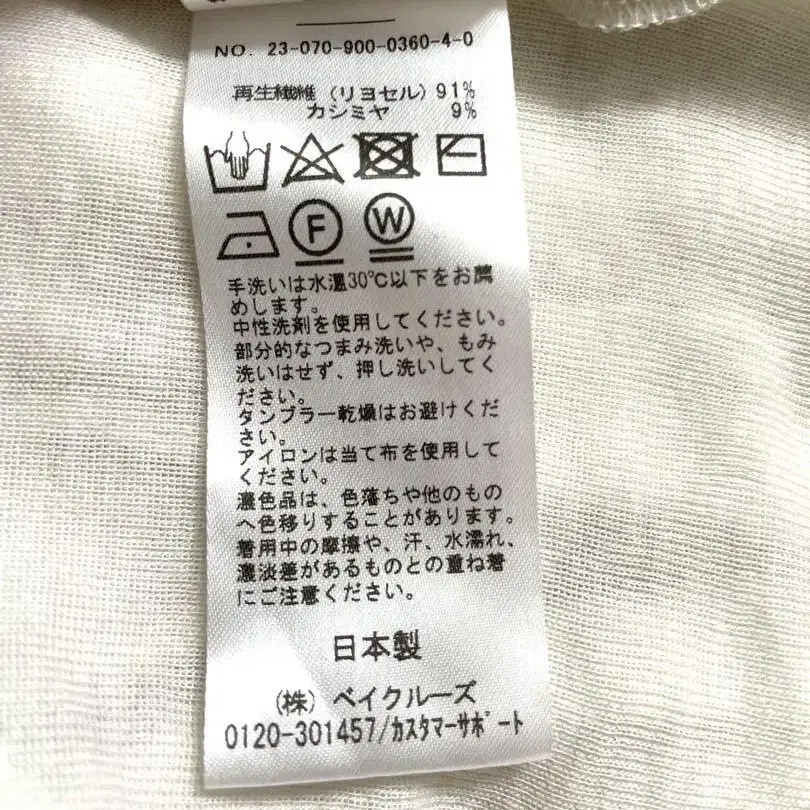 NO. 23-070-900-0360-4-0
再生繊維 (リヨセル) 91%
カシミヤ 9%
F W
手洗いは水温30℃以下をお薦
めします。
中性洗剤を使用してください。
部分的なつまみ洗いや、もみ
洗いはせず、押し洗いしてく
ださい。
タンブラー乾燥はお避けくだ
さい。
アイロンは当て布を使用して
ください。
濃色品は、色落ちや他のもの
へ色移りすることがあります。
着用中の摩擦や、汗、水濡れ、
濃淡差があるものとの重ね着
にご注意ください。
日本製
(株) ベイクルーズ
0120-301457/カスタマーサポート